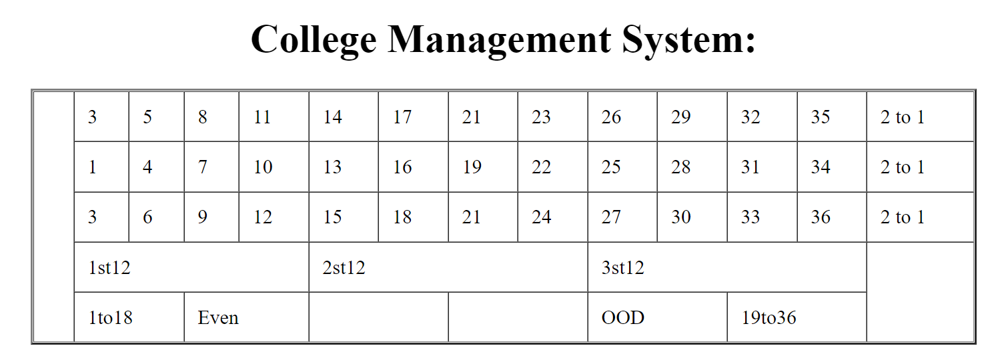 College Management System:
3 5 8 11 14 17 21 23 26 29 32 35 2 to 1
1 4 7 10 13 16 19 22 25 28 31 34 2 to 1
3 6 9 12 15 18 21 24 27 30 33 36 2 to 1
1st12 2st12 3st12
1to18 Even OOD 19to36